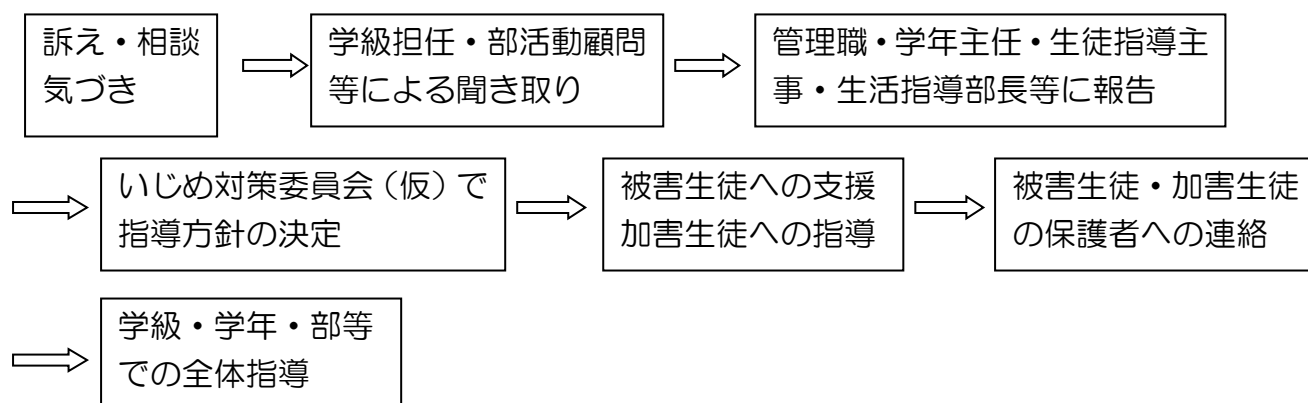 訴え・相談
気づき
学級担任・部活動顧問
等による聞き取り
管理職・学年主任・生徒指導主
事・生活指導部長等に報告
いじめ対策委員会（仮）で
指導方針の決定
被害生徒への支援
加害生徒への指導
被害生徒・加害生徒
の保護者への連絡
学級・学年・部等
での全体指導